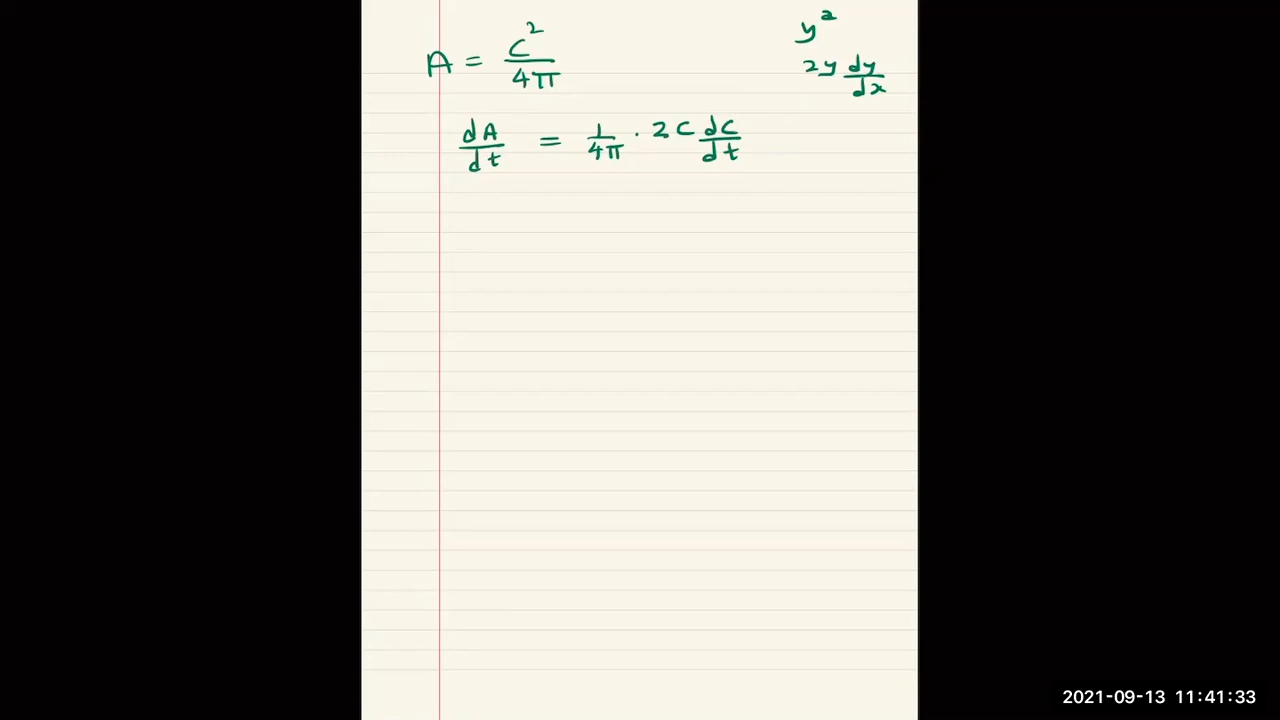 A = C²/4π
dA/dt = 1/4π · 2C dC/dt
y²
2y dy/dx
2021-09-13 11:41:33